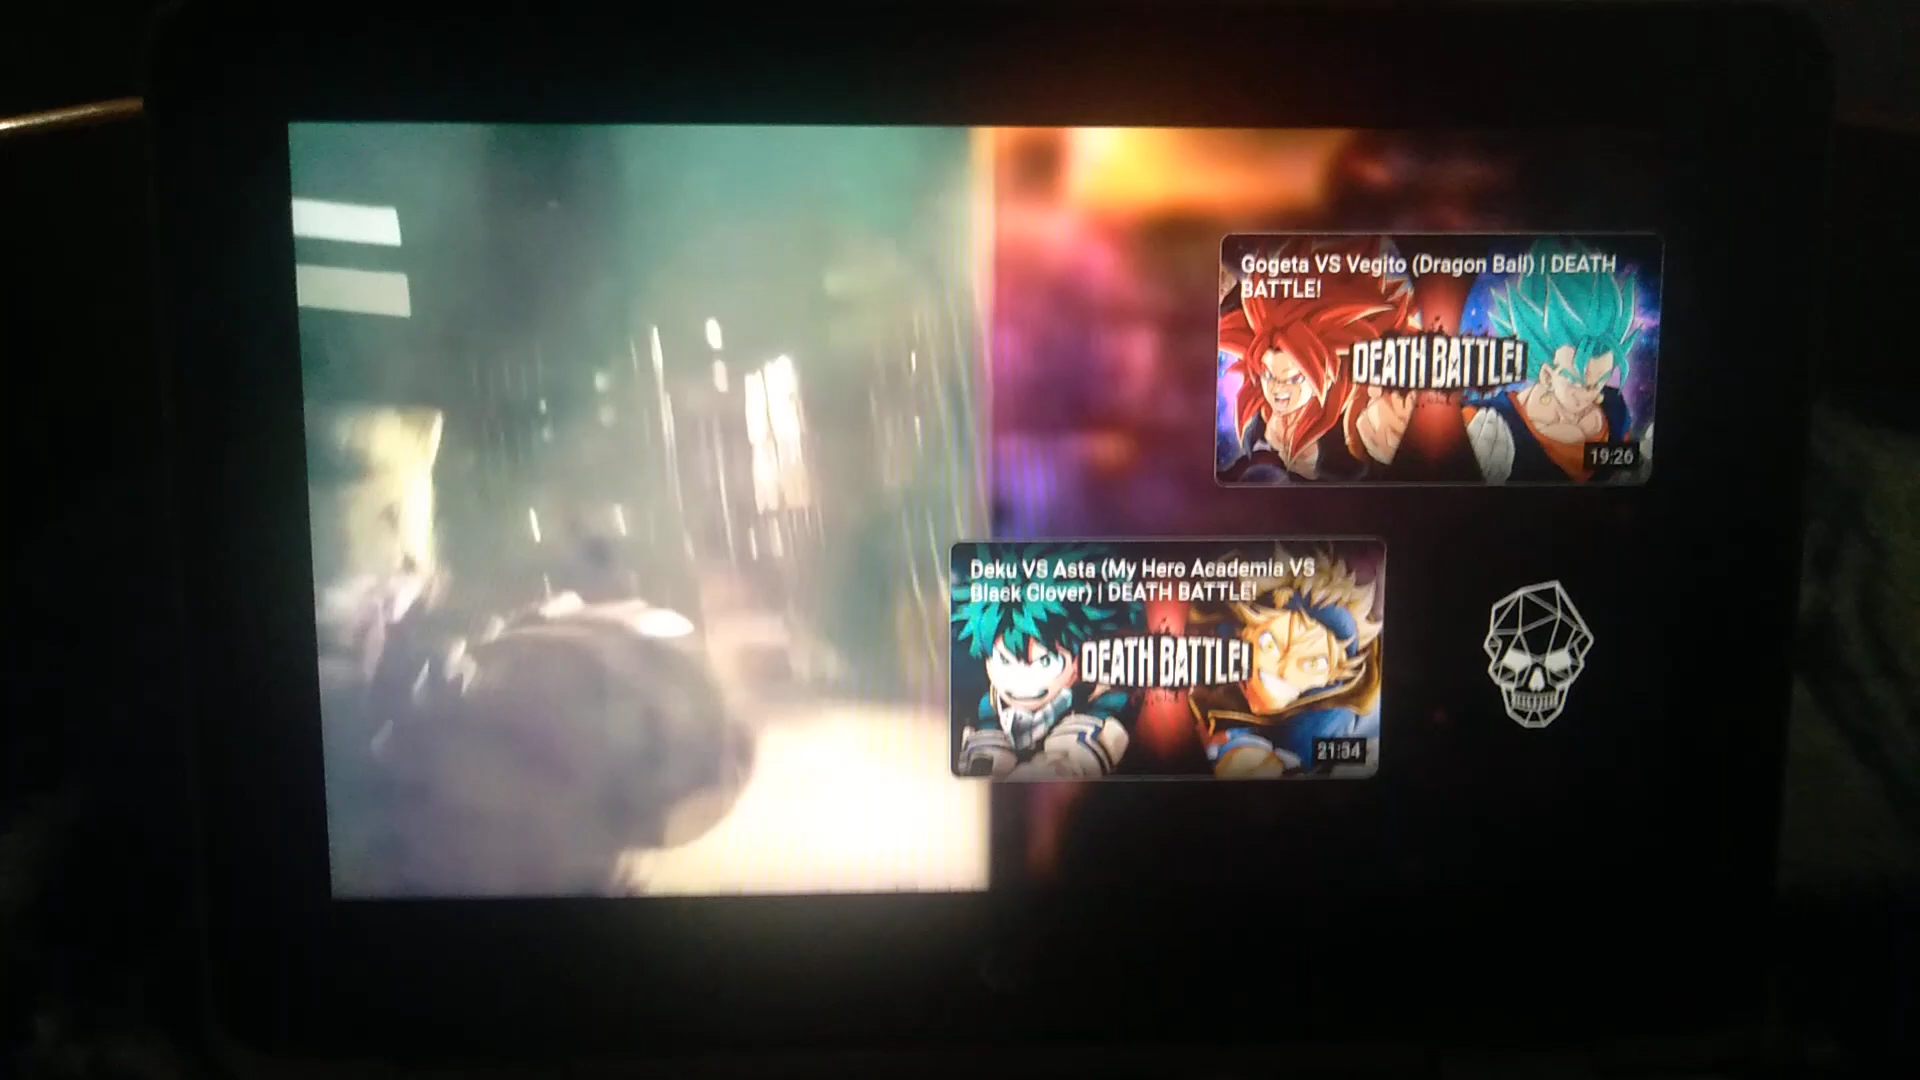 Gogeta VS Vegito (Dragon Ball) | DEATH
BATTLE!
DEATH BATTLE!
19:26
Deku VS Asta (My Hero Academia VS
Black Clover) | DEATH BATTLE!
DEATH BATTLE!
21:34